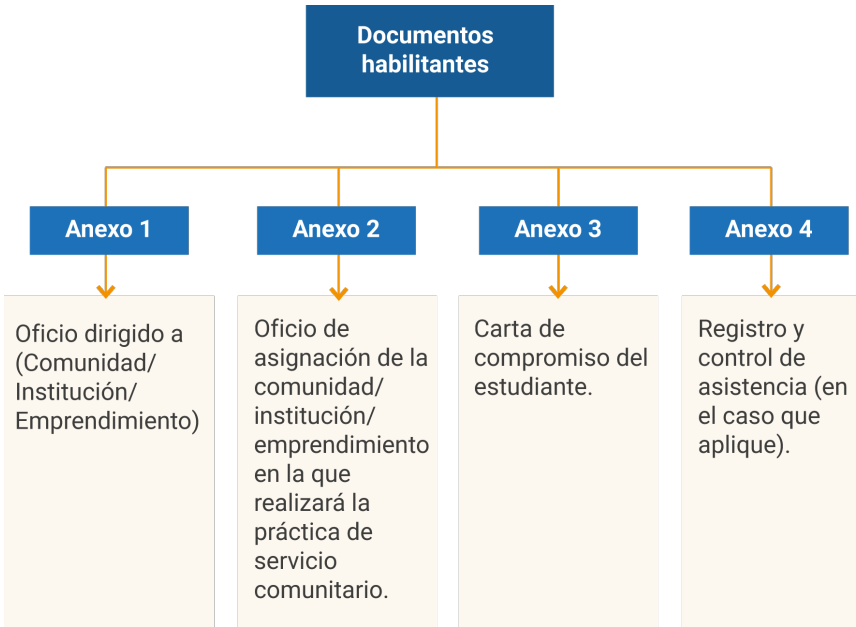 Documentos
habilitantes
Anexo 1
Oficio dirigido a
(Comunidad/
Institución/
Emprendimiento)
Anexo 2
Oficio de
asignación de la
comunidad/
institución/
emprendimiento
en la que
realizará la
práctica de
servicio
comunitario.
Anexo 3
Carta de
compromiso del
estudiante.
Anexo 4
Registro y
control de
asistencia (en
el caso que
aplique).